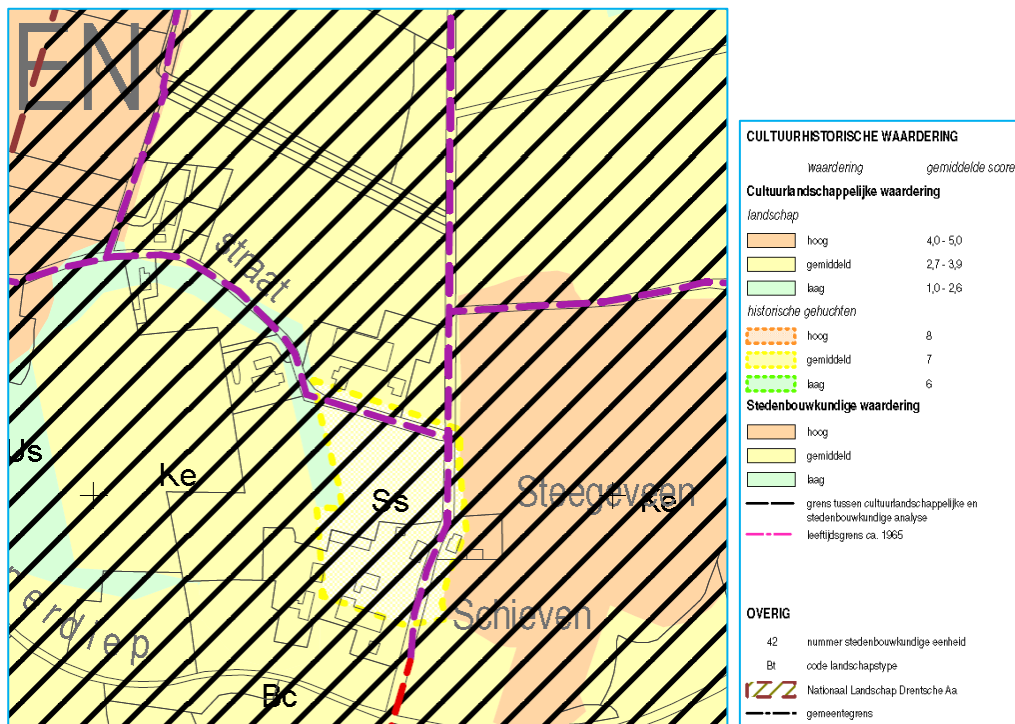 EN
straat
Us
Ke
Ss
Steegeveen
Ke
Schieven
erdiep
Bc
CULTUURHISTORISCHE WAARDERING
waardering gemiddelde score
Cultuurlandschappelijke waardering
landschap
hoog 4,0 - 5,0
gemiddeld 2,7 - 3,9
laag 1,0 - 2,6
historische gehuchten
hoog 8
gemiddeld 7
laag 6
Stedenbouwkundige waardering
hoog
gemiddeld
laag
grens tussen cultuurlandschappelijke en
stedenbouwkundige analyse
leeftijdsgrens ca. 1965
OVERIG
42 nummer stedenbouwkundige eenheid
Bt code landschapstype
Nationaal Landschap Drentsche Aa
gemeentegrens